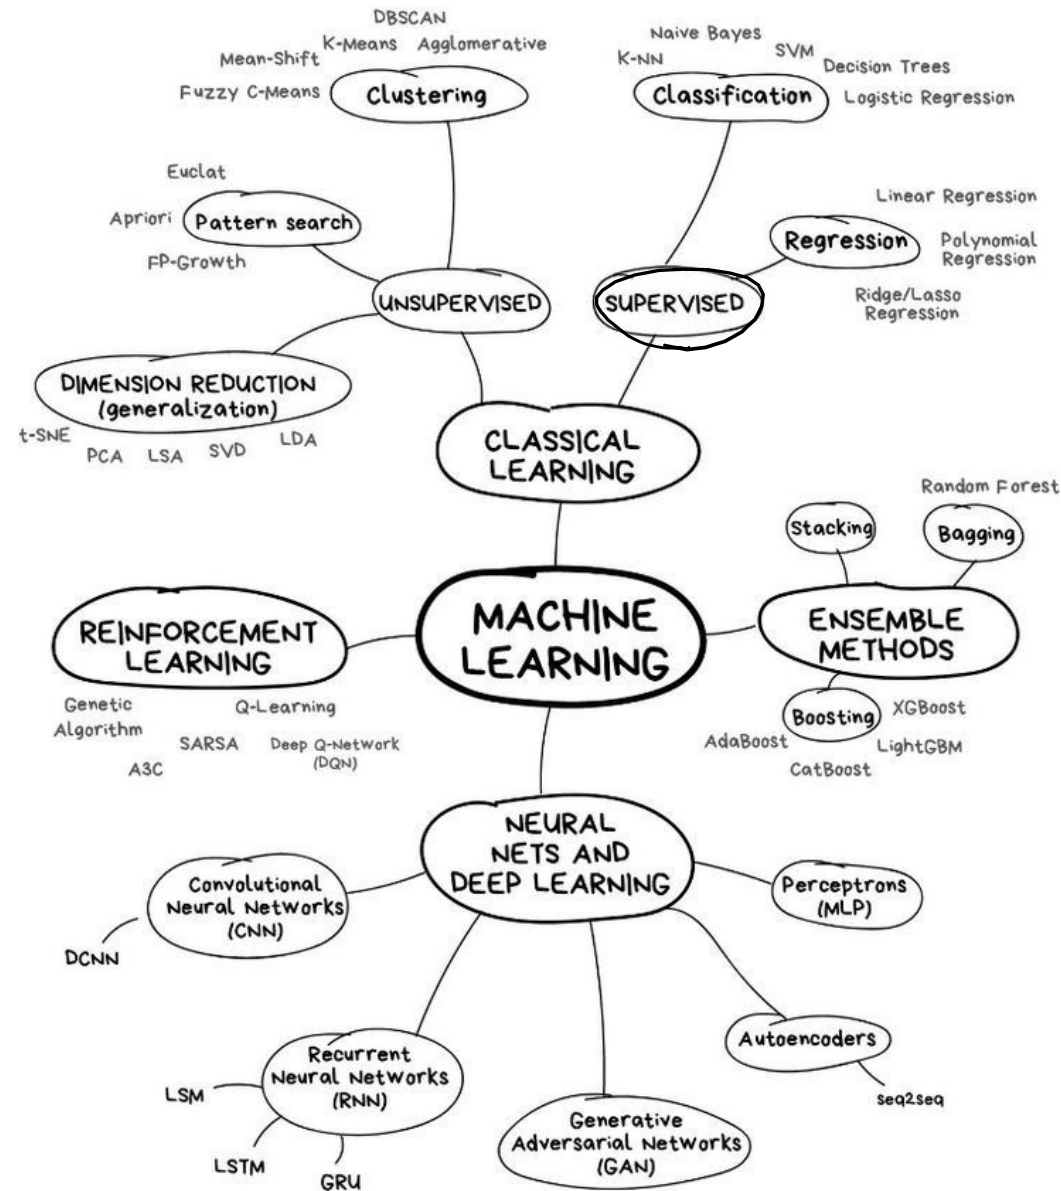 DBSCAN
K-Means
Agglomerative
Mean-Shift
Fuzzy C-Means
Clustering
Naive Bayes
K-NN
SVM
Decision Trees
Classification
Logistic Regression
Euclat
Apriori
Pattern search
FP-Growth
Linear Regression
Regression
Polynomial
Regression
Ridge/Lasso
Regression
UNSUPERVISED
SUPERVISED
DIMENSION REDUCTION
(generalization)
t-SNE
PCA
LSA
SVD
LDA
CLASSICAL
LEARNING
Random Forest
Stacking
Bagging
REINFORCEMENT
LEARNING
MACHINE
LEARNING
ENSEMBLE
METHODS
Genetic
Algorithm
Q-Learning
SARSA
Deep Q-Network
(DQN)
A3C
Boosting
XGBoost
AdaBoost
LightGBM
CatBoost
NEURAL
NETS AND
DEEP LEARNING
Convolutional
Neural Networks
(CNN)
DCNN
Perceptrons
(MLP)
Autoencoders
seq2seq
Recurrent
Neural Networks
(RNN)
LSM
LSTM
GRU
Generative
Adversarial Networks
(GAN)